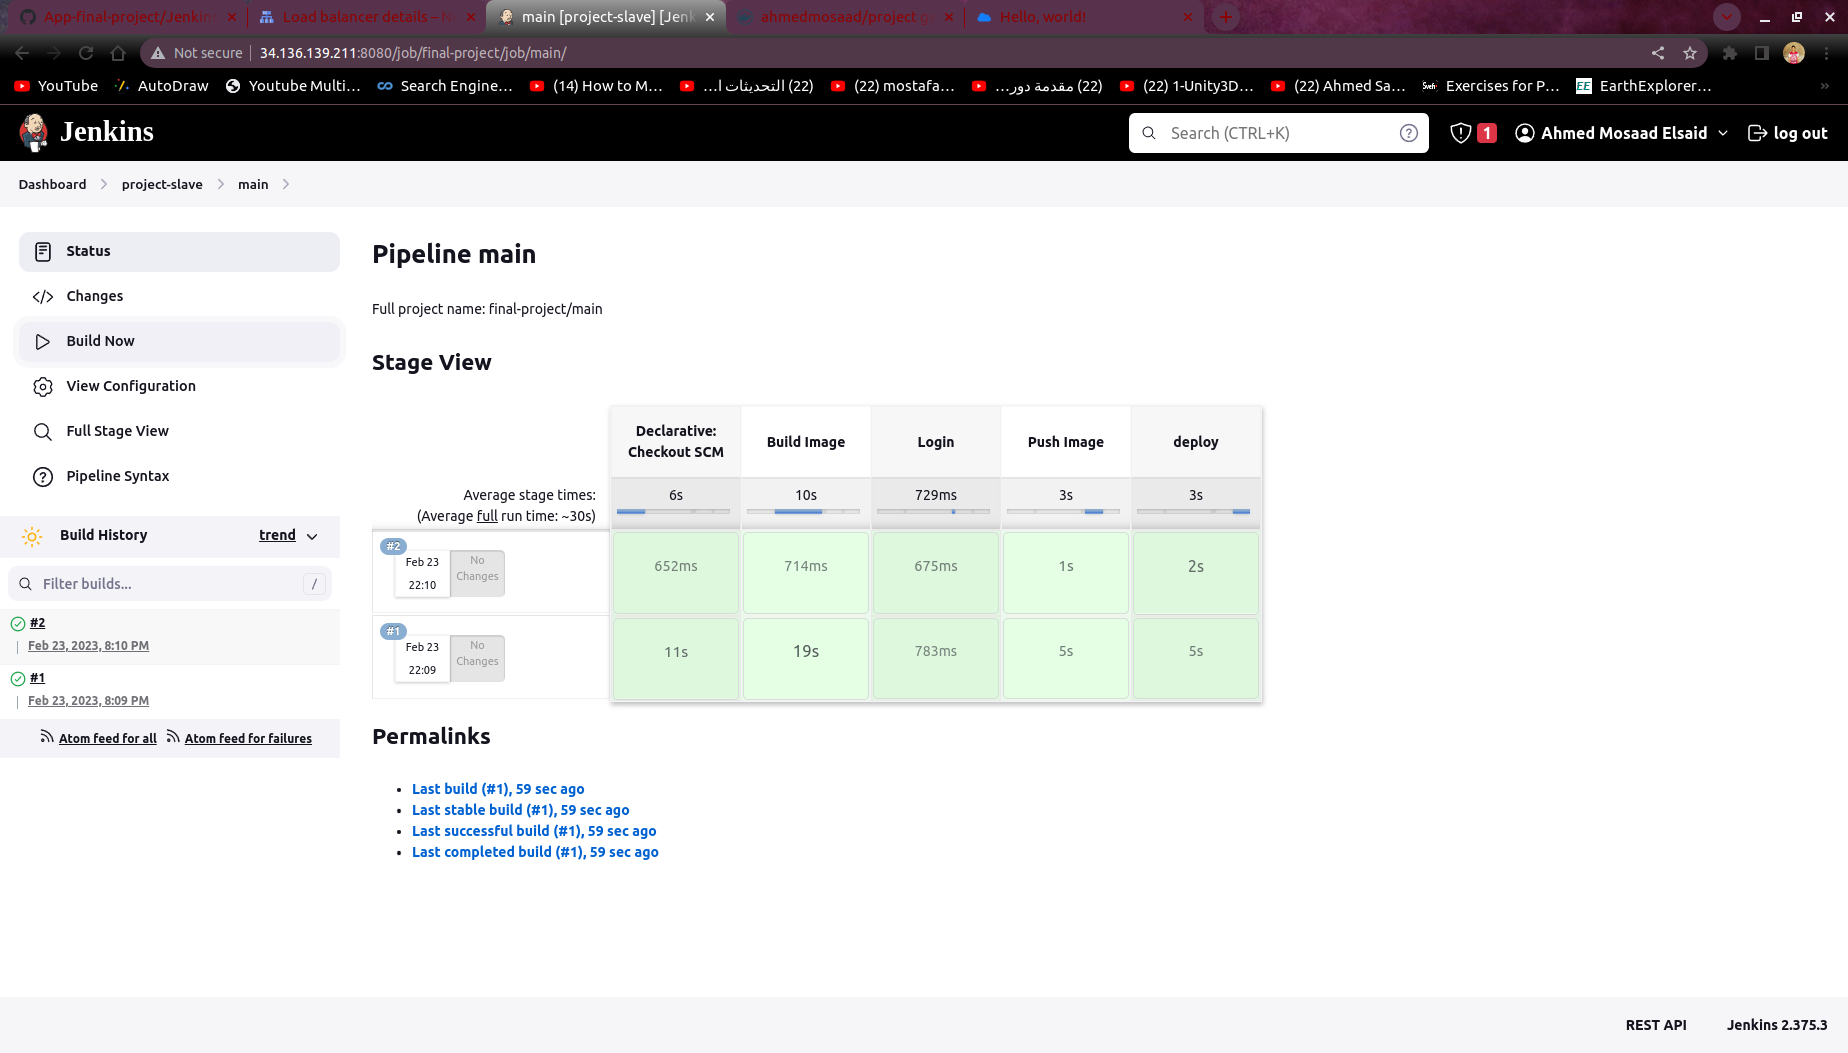 App-final-project/Jenkins
Load balancer details – N
main [project-slave] [Jenk
ahmedmosaad/project g
Hello, world!
Not secure
34.136.139.211:8080/job/final-project/job/main/
YouTube
AutoDraw
Youtube Multi...
Search Engine...
(14) How to M...
(22) التحديثات ا...
(22) mostafa...
(22) مقدمة دور...
(22) 1-Unity3D...
(22) Ahmed Sa...
Exercises for P...
EarthExplorer...
»
Jenkins
Search (CTRL+K)
1
Ahmed Mosaad Elsaid
log out
Dashboard
project-slave
main
Status
Changes
Build Now
View Configuration
Full Stage View
Pipeline Syntax
Build History
trend
Filter builds...
/
#2
Feb 23, 2023, 8:10 PM
#1
Feb 23, 2023, 8:09 PM
Atom feed for all
Atom feed for failures
Pipeline main
Full project name: final-project/main
Stage View
Declarative:
Checkout SCM
Build Image
Login
Push Image
deploy
Average stage times:
(Average full run time: ~30s)
6s
10s
729ms
3s
3s
#2
Feb 23
22:10
No
Changes
652ms
714ms
675ms
1s
2s
#1
Feb 23
22:09
No
Changes
11s
19s
783ms
5s
5s
Permalinks
Last build (#1), 59 sec ago
Last stable build (#1), 59 sec ago
Last successful build (#1), 59 sec ago
Last completed build (#1), 59 sec ago
REST API
Jenkins 2.375.3